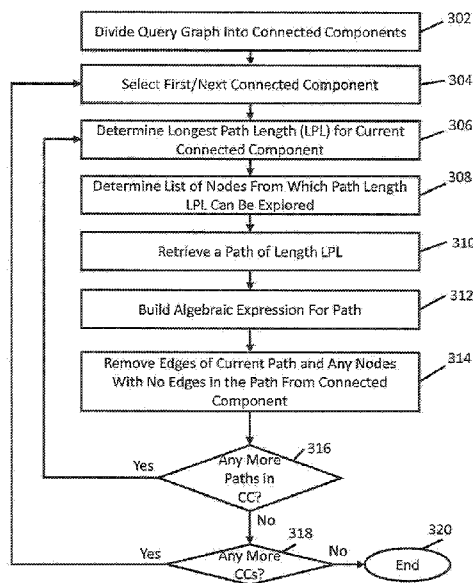 Divide Query Graph Into Connected Components
302
Select First/Next Connected Component
304
Determine Longest Path Length (LPL) for Current
Connected Component
306
Determine List of Nodes From Which Path Length
LPL Can Be Explored
308
Retrieve a Path of Length LPL
310
Build Algebraic Expression For Path
312
Remove Edges of Current Path and Any Nodes
With No Edges in the Path From Connected
Component
314
Any More
Paths in
CC?
316
Yes
No
Any More
CCs?
318
Yes
No
End
320